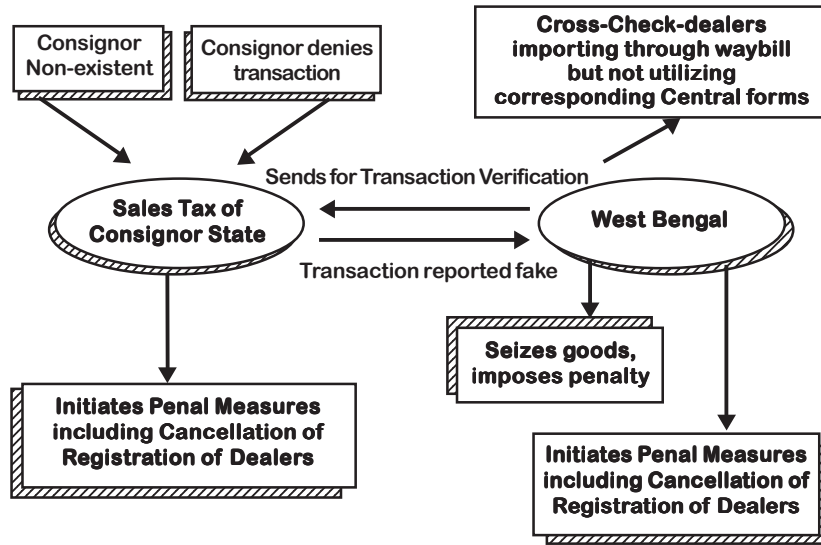 Consignor
Non-existent
Consignor denies
transaction
Cross-Check-dealers
importing through waybill
but not utilizing
corresponding Central forms
Sends for Transaction Verification
Sales Tax of
Consignor State
West Bengal
Transaction reported fake
Seizes goods,
imposes penalty
Initiates Penal Measures
including Cancellation of
Registration of Dealers
Initiates Penal Measures
including Cancellation of
Registration of Dealers